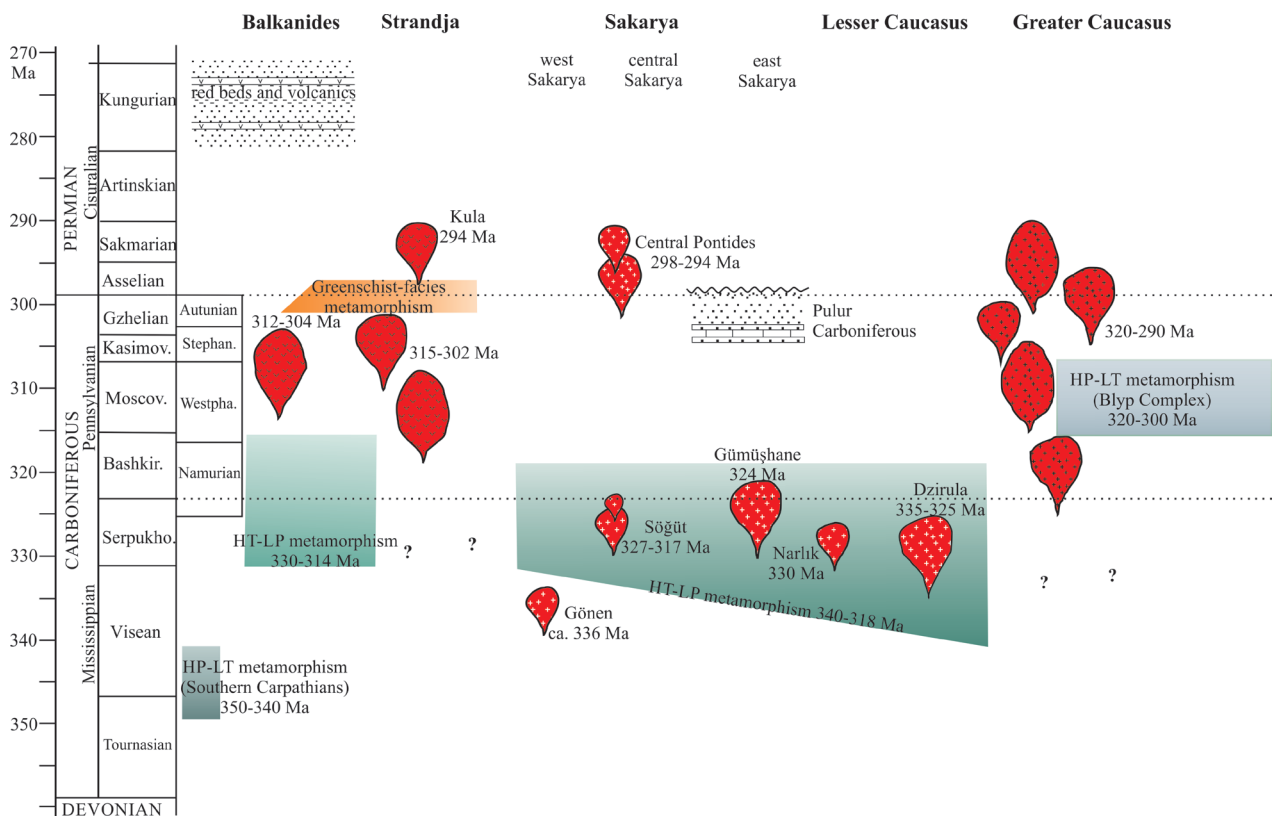 Balkanides
Strandja
Sakarya
Lesser Caucasus
Greater Caucasus
west
Sakarya
central
Sakarya
east
Sakarya
270
Ma
280
290
300
310
320
330
340
350
PERMIAN
Cisuralian
CARBONIFEROUS
Pennsylvanian
Mississippian
DEVONIAN
Kungurian
Artinskian
Sakmarian
Asselian
Gzhelian
Kasimov.
Moscov.
Bashkir.
Serpukho.
Visean
Tournasian
Autunian
Stephan.
Westpha.
Namurian
red beds and volcanics
Kula
294 Ma
Greenschist-facies
metamorphism
312-304 Ma
315-302 Ma
HT-LP metamorphism
330-314 Ma
?
?
HP-LT metamorphism
(Southern Carpathians)
350-340 Ma
Central Pontides
298-294 Ma
Pulur
Carboniferous
Gümüşhane
324 Ma
Söğüt
327-317 Ma
Narlık
330 Ma
Dzirula
335-325 Ma
Gönen
ca. 336 Ma
HT-LP metamorphism 340-318 Ma
320-290 Ma
HP-LT metamorphism
(Blyp Complex)
320-300 Ma
?
?